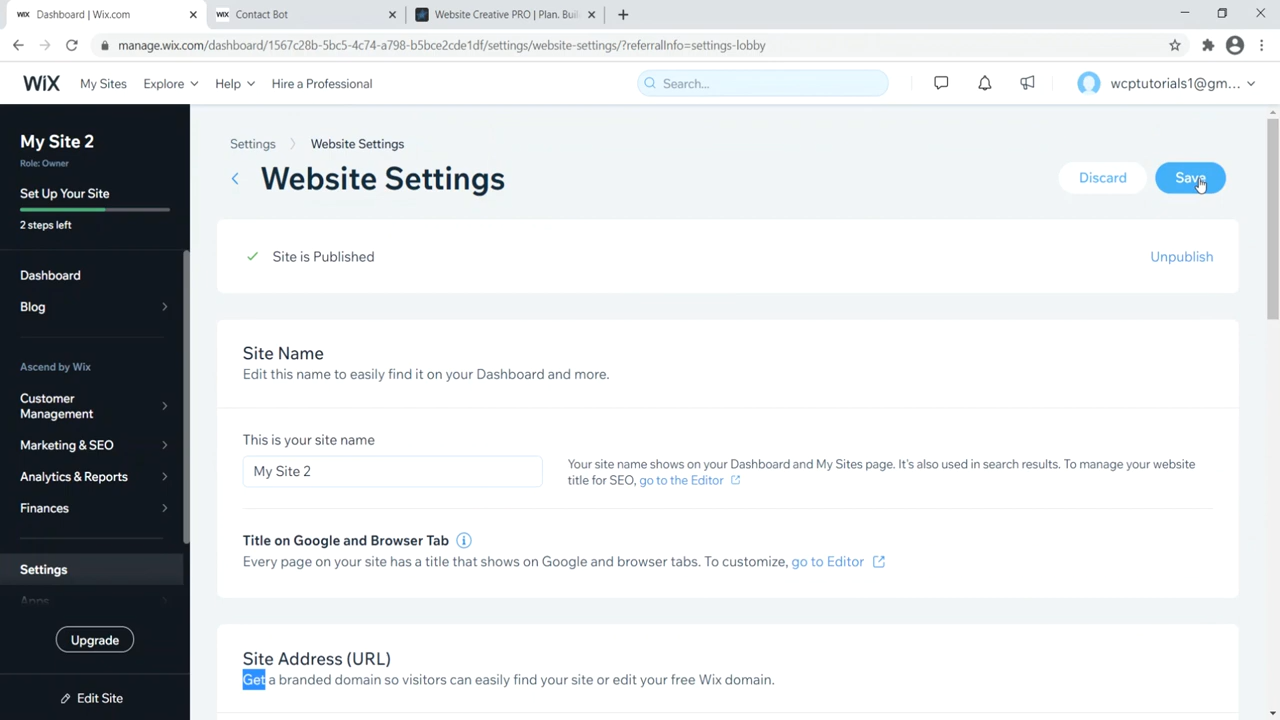 WiX Dashboard | Wix.com
WiX Contact Bot
Website Creative PRO | Plan. Bui
manage.wix.com/dashboard/1567c28b-5bc5-4c74-a798-b5bce2cde1df/settings/website-settings/?referralInfo=settings-lobby
WiX My Sites Explore Help Hire a Professional Search... wcptutorials1@gm...
My Site 2
Role: Owner
Set Up Your Site
2 steps left
Dashboard
Blog
Ascend by Wix
Customer
Management
Marketing & SEO
Analytics & Reports
Finances
Settings
Apps
Upgrade
Edit Site
Settings Website Settings
Website Settings
Discard
Save
Site is Published
Unpublish
Site Name
Edit this name to easily find it on your Dashboard and more.
This is your site name
My Site 2
Your site name shows on your Dashboard and My Sites page. It's also used in search results. To manage your website
title for SEO, go to the Editor
Title on Google and Browser Tab
Every page on your site has a title that shows on Google and browser tabs. To customize, go to Editor
Site Address (URL)
Get a branded domain so visitors can easily find your site or edit your free Wix domain.